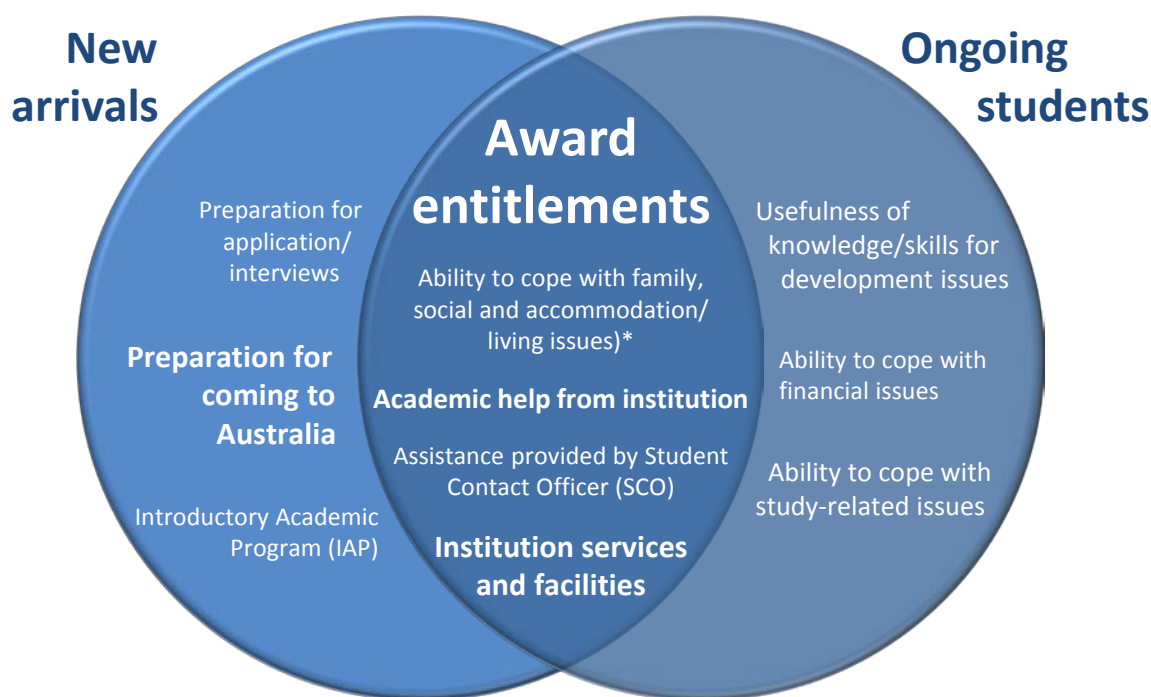 New
arrivals
Ongoing
students
Preparation for
application/
interviews
Preparation for
coming to
Australia
Introductory Academic
Program (IAP)
Award
entitlements
Ability to cope with family,
social and accommodation/
living issues)*
Academic help from institution
Assistance provided by Student
Contact Officer (SCO)
Institution services
and facilities
Usefulness of
knowledge/skills for
development issues
Ability to cope with
financial issues
Ability to cope with
study-related issues